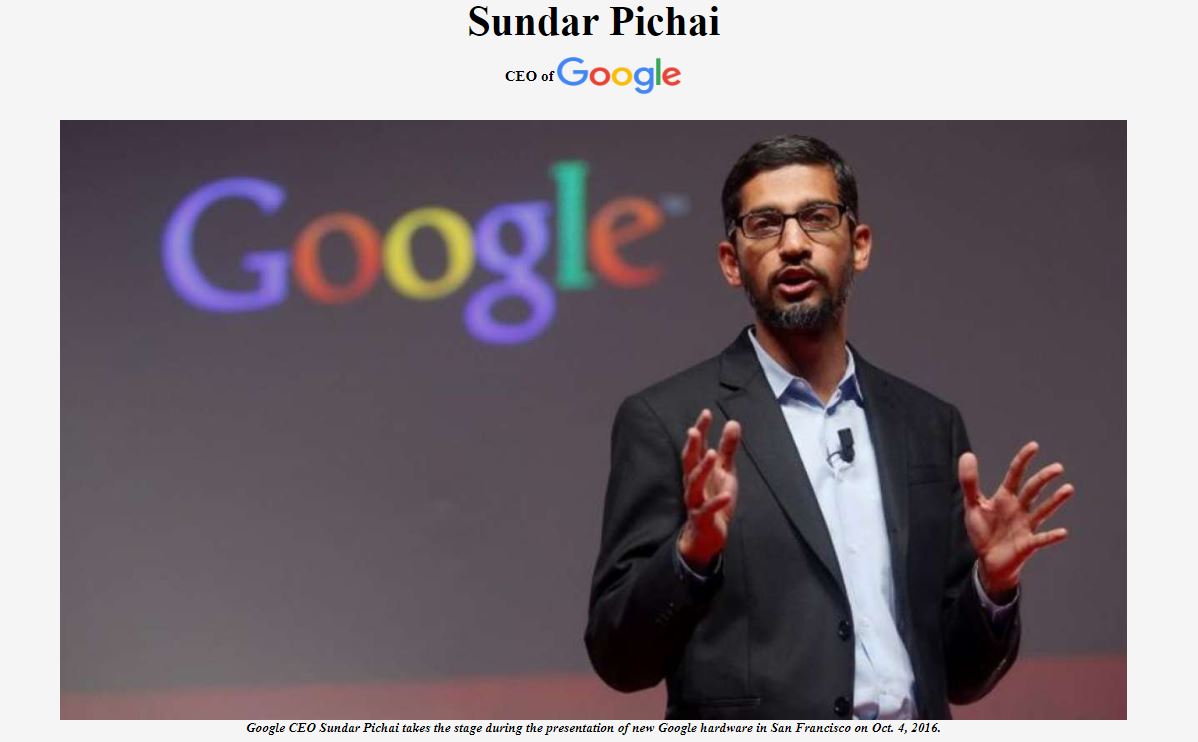 Sundar Pichai
CEO of Google
Google™
Google CEO Sundar Pichai takes the stage during the presentation of new Google hardware in San Francisco on Oct. 4, 2016.